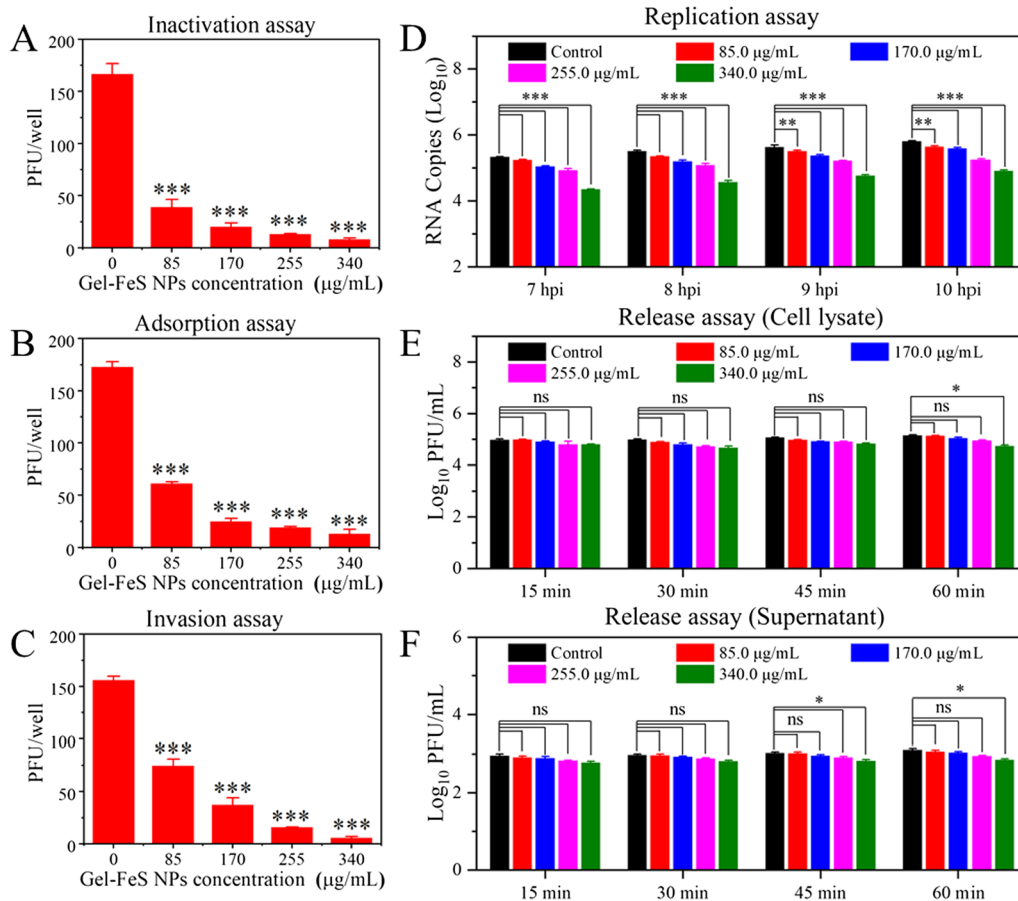 A
Inactivation assay
PFU/well
200
150
100
50
0
***
***
***
***
0 85 170 255 340
Gel-FeS NPs concentration (μg/mL)
B
Adsorption assay
PFU/well
200
150
100
50
0
***
***
***
***
0 85 170 255 340
Gel-FeS NPs concentration (μg/mL)
C
Invasion assay
PFU/well
200
150
100
50
0
***
***
***
***
0 85 170 255 340
Gel-FeS NPs concentration (μg/mL)
D
Replication assay
Control 85.0 μg/mL 170.0 μg/mL
255.0 μg/mL 340.0 μg/mL
RNA Copies (Log10)
8
6
4
2
*** *** *** ***
** **
7 hpi 8 hpi 9 hpi 10 hpi
E
Release assay (Cell lysate)
Control 85.0 μg/mL 170.0 μg/mL
255.0 μg/mL 340.0 μg/mL
Log10 PFU/mL
8
6
4
2
0
*
ns ns ns ns
15 min 30 min 45 min 60 min
F
Release assay (Supernatant)
Control 85.0 μg/mL 170.0 μg/mL
255.0 μg/mL 340.0 μg/mL
Log10 PFU/mL
6
4
2
0
* *
ns ns ns ns
15 min 30 min 45 min 60 min